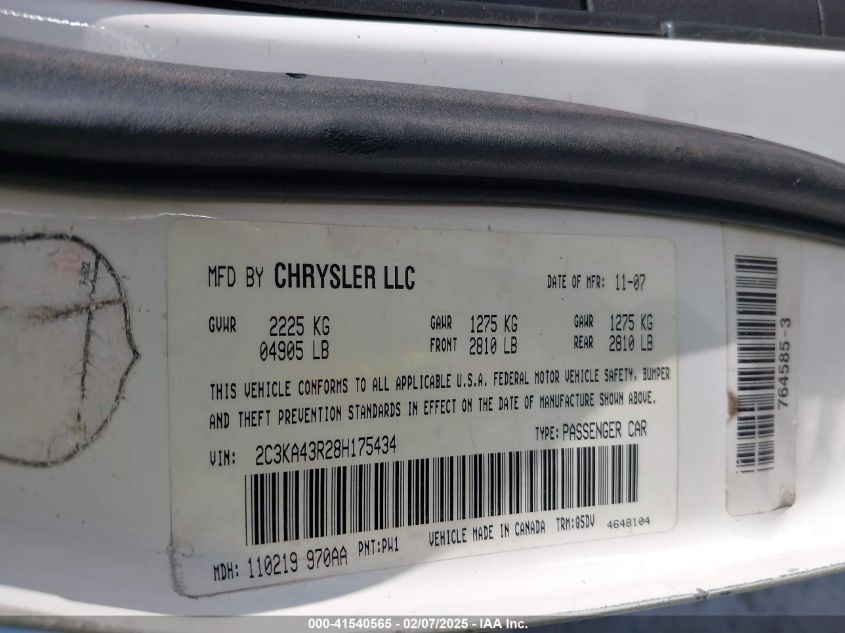 MFD BY CHRYSLER LLC DATE OF MFR: 11-07
GVWR 2225 KG GAWR 1275 KG GAWR 1275 KG
04905 LB FRONT 2810 LB REAR 2810 LB
THIS VEHICLE CONFORMS TO ALL APPLICABLE U.S.A. FEDERAL MOTOR VEHICLE SAFETY, BUMPER
AND THEFT PREVENTION STANDARDS IN EFFECT ON THE DATE OF MANUFACTURE SHOWN ABOVE.
VIN: 2C3KA43R28H175434 TYPE: PASSENGER CAR
MDH: 110219 970AA PNT: PW1 VEHICLE MADE IN CANADA TRM: G5DV 4648104
764585-3
000-41540565 - 02/07/2025 - IAA Inc.